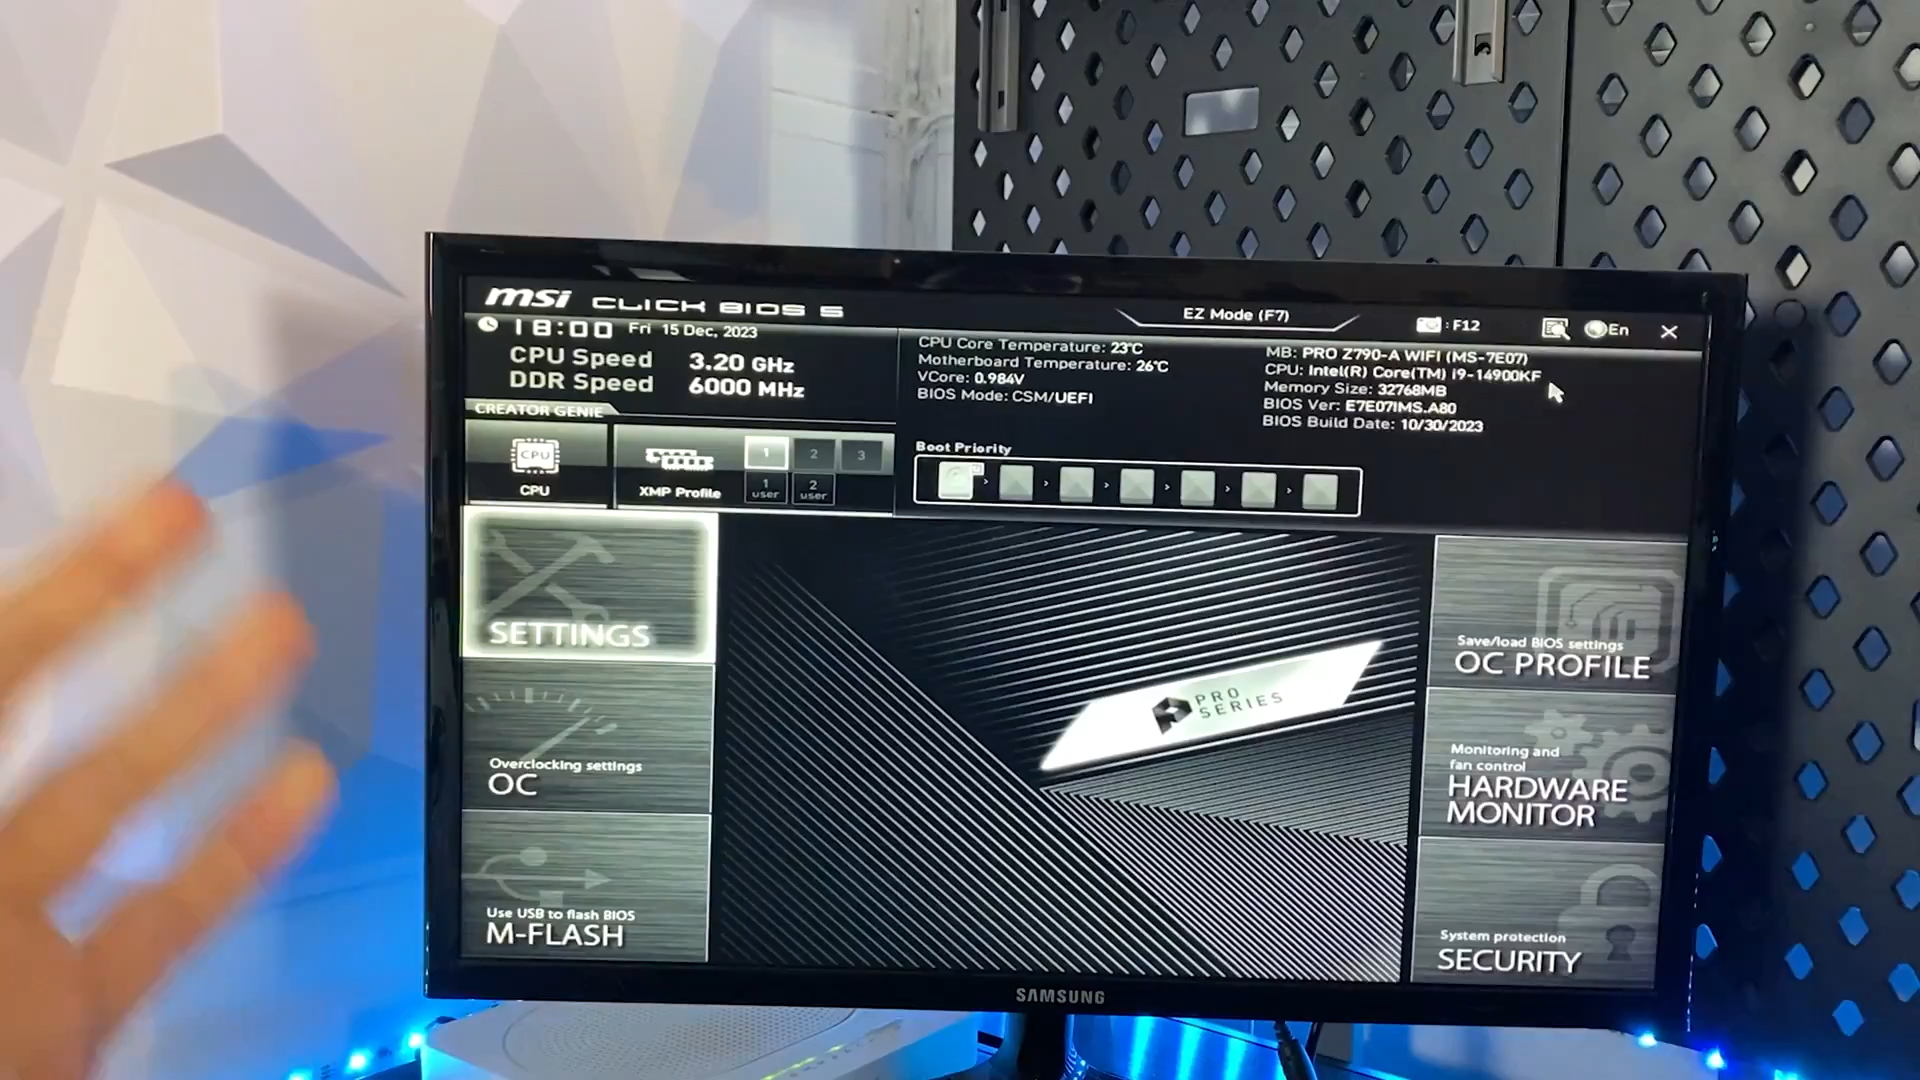 msi CLICK BIOS 5
EZ Mode (F7)
: F12
En
18:00 Fri 15 Dec, 2023
CPU Speed 3.20 GHz
DDR Speed 6000 MHz
CPU Core Temperature: 23°C
Motherboard Temperature: 26°C
VCore: 0.984V
BIOS Mode: CSM/UEFI
MB: PRO Z790-A WIFI (MS-7E07)
CPU: Intel(R) Core(TM) i9-14900KF
Memory Size: 32768MB
BIOS Ver: E7E07IMS.A80
BIOS Build Date: 10/30/2023
CREATOR GENIE
CPU
CPU
XMP Profile
1 2 3
1 user
2 user
Boot Priority
SETTINGS
Overclocking settings
OC
Use USB to flash BIOS
M-FLASH
PRO
SERIES
Save/load BIOS settings
OC PROFILE
Monitoring and
fan control
HARDWARE
MONITOR
System protection
SECURITY
SAMSUNG